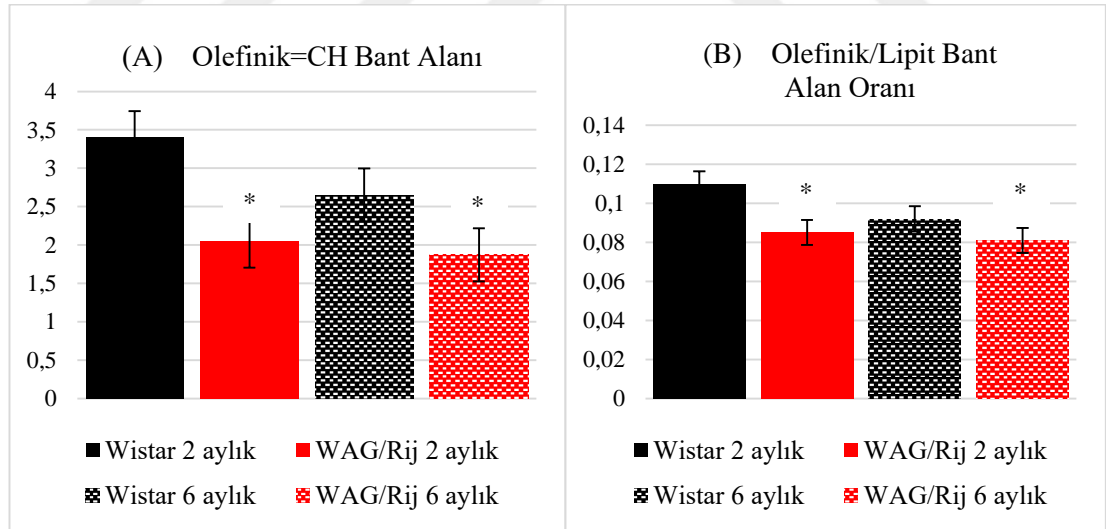 (A) Olefinik=CH Bant Alanı
4
3,5
3
2,5
2
1,5
1
0,5
0
*
*
Wistar 2 aylık
WAG/Rij 2 aylık
Wistar 6 aylık
WAG/Rij 6 aylık
(B) Olefinik/Lipit Bant
Alan Oranı
0,14
0,12
0,1
0,08
0,06
0,04
0,02
0
*
*
Wistar 2 aylık
WAG/Rij 2 aylık
Wistar 6 aylık
WAG/Rij 6 aylık